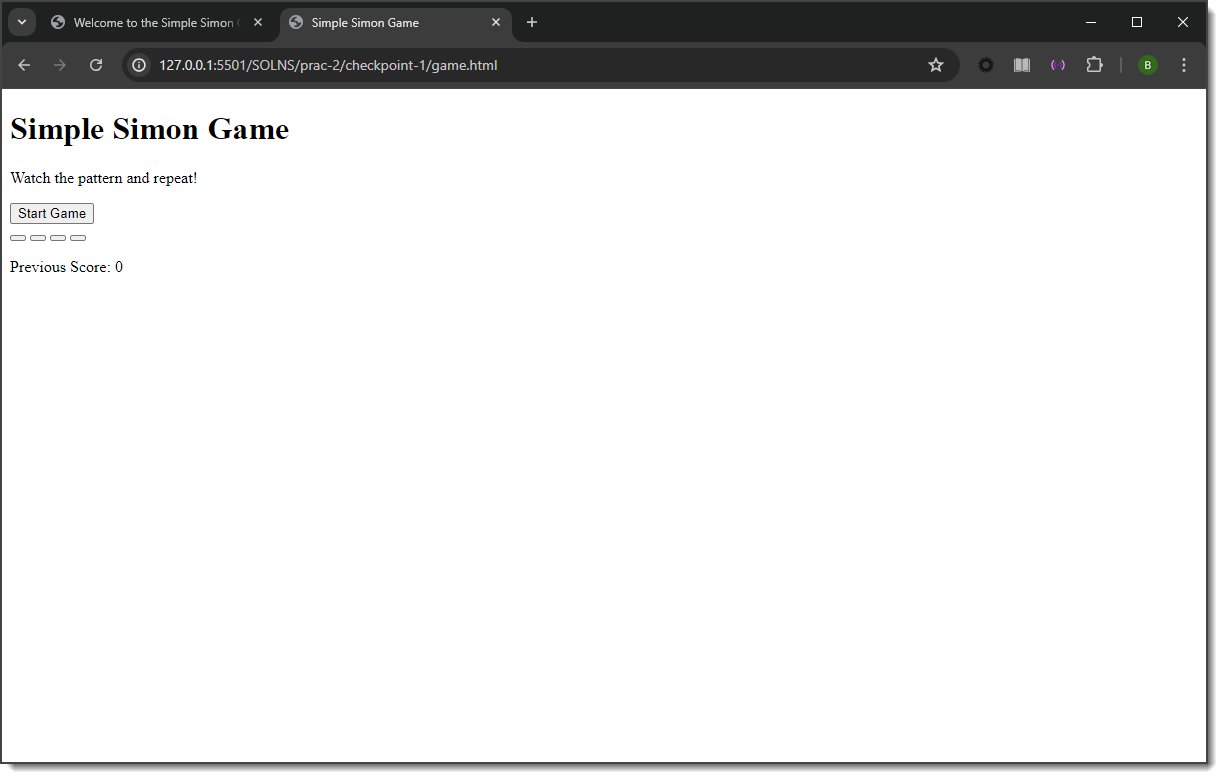 Welcome to the Simple Simon
Simple Simon Game
127.0.0.1:5501/SOLNS/prac-2/checkpoint-1/game.html
B
Simple Simon Game
Watch the pattern and repeat!
Start Game
Previous Score: 0